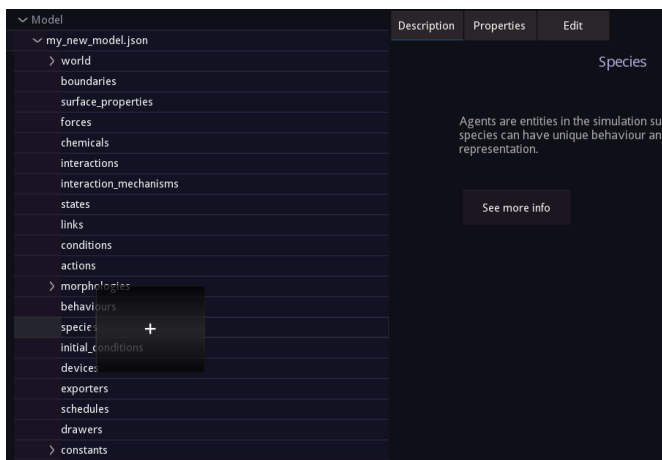 Model
my_new_model.json
world
boundaries
surface_properties
forces
chemicals
interactions
interaction_mechanisms
states
links
conditions
actions
morphologies
behaviours
species
initial_conditions
devices
exporters
schedules
drawers
constants
Description Properties Edit
Species
Agents are entities in the simulation su
species can have unique behaviour an
representation.
See more info
+